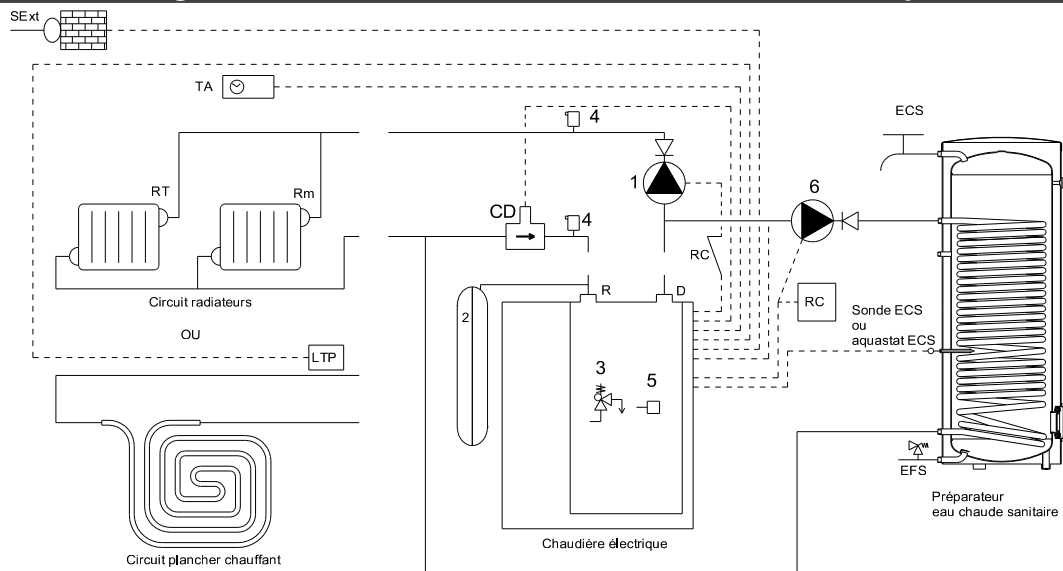 SExt
TA
4
ECS
1
6
RT
Rm
CD
4
RC
Circuit radiateurs
R
D
2
RC
Sonde ECS
ou
aquastat ECS
OU
LTP
3
5
EFS
Préparateur
eau chaude sanitaire
Chaudière électrique
Circuit plancher chauffant